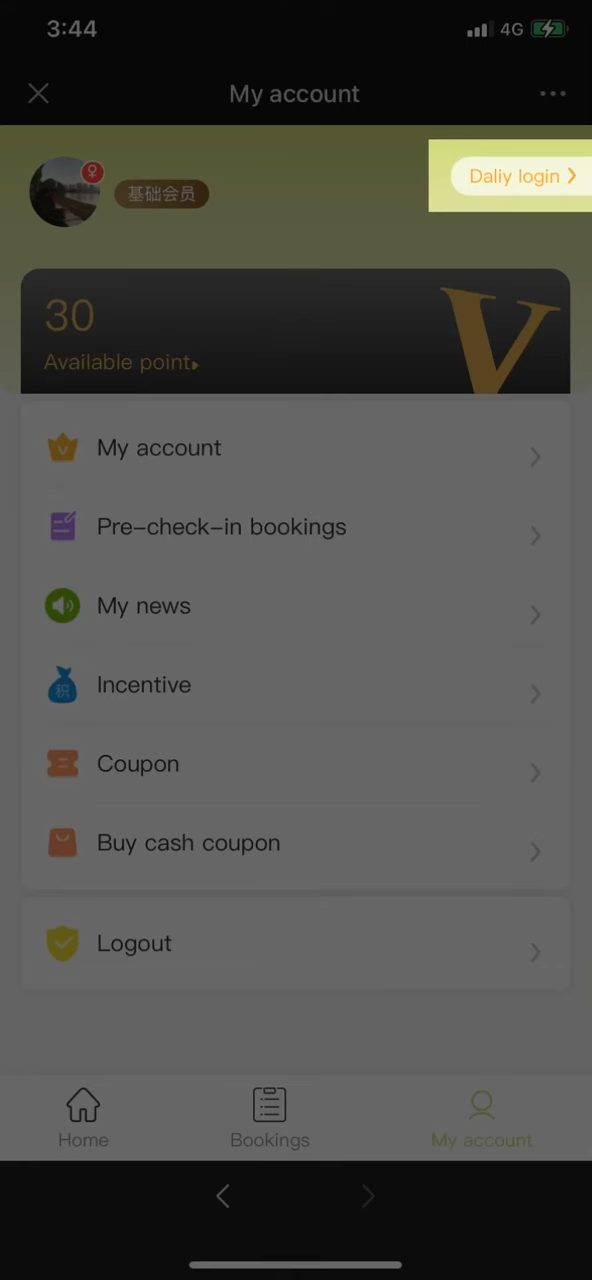 3:44
4G
My account
Daliy login
♀
基础会员
30
V
Available point
My account
Pre-check-in bookings
My news
积
Incentive
Coupon
Buy cash coupon
Logout
Home
Bookings
My account